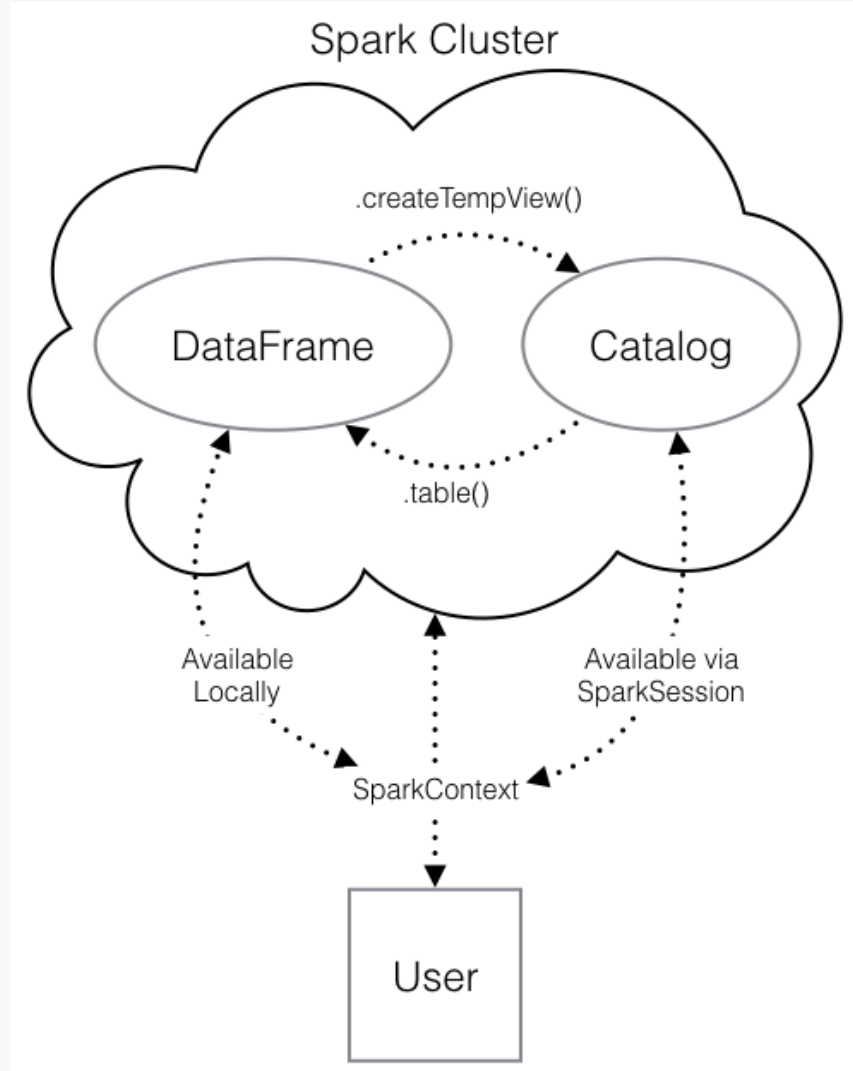 Spark Cluster
.createTempView()
DataFrame
Catalog
.table()
Available
Locally
Available via
SparkSession
SparkContext
User